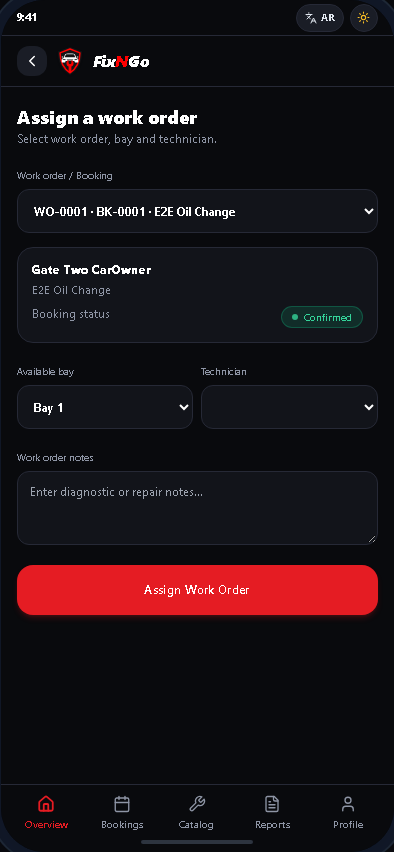 9:41
AR
FixNGo
Assign a work order
Select work order, bay and technician.
Work order / Booking
WO-0001 · BK-0001 · E2E Oil Change
Gate Two CarOwner
E2E Oil Change
Booking status
Confirmed
Available bay
Technician
Bay 1
Work order notes
Enter diagnostic or repair notes...
Assign Work Order
Overview
Bookings
Catalog
Reports
Profile